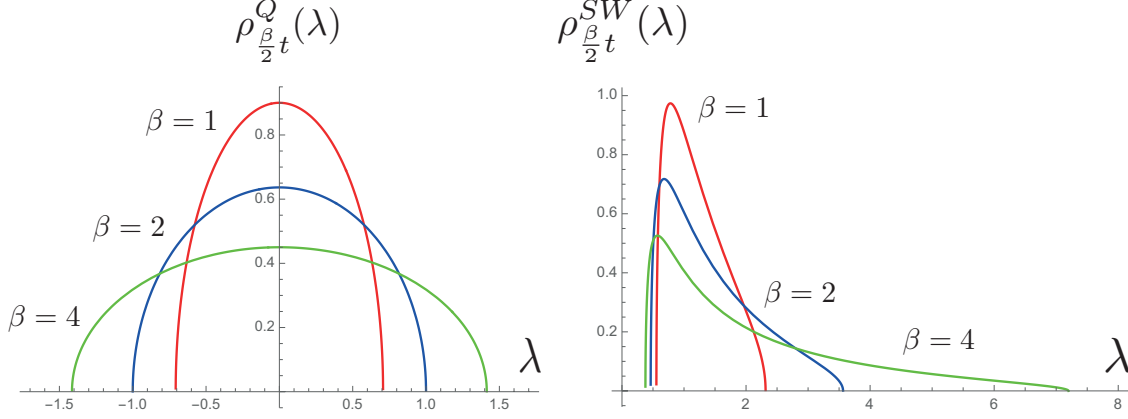 ρ^Q_{\frac{β}{2}t}(λ)
ρ^{SW}_{\frac{β}{2}t}(λ)
β = 1
β = 2
β = 4
λ
0.8
0.6
0.4
0.2
−1.5 −1.0 −0.5 0.5 1.0 1.5
β = 1
β = 2
β = 4
λ
1.0
0.8
0.6
0.4
0.2
2 4 6 8